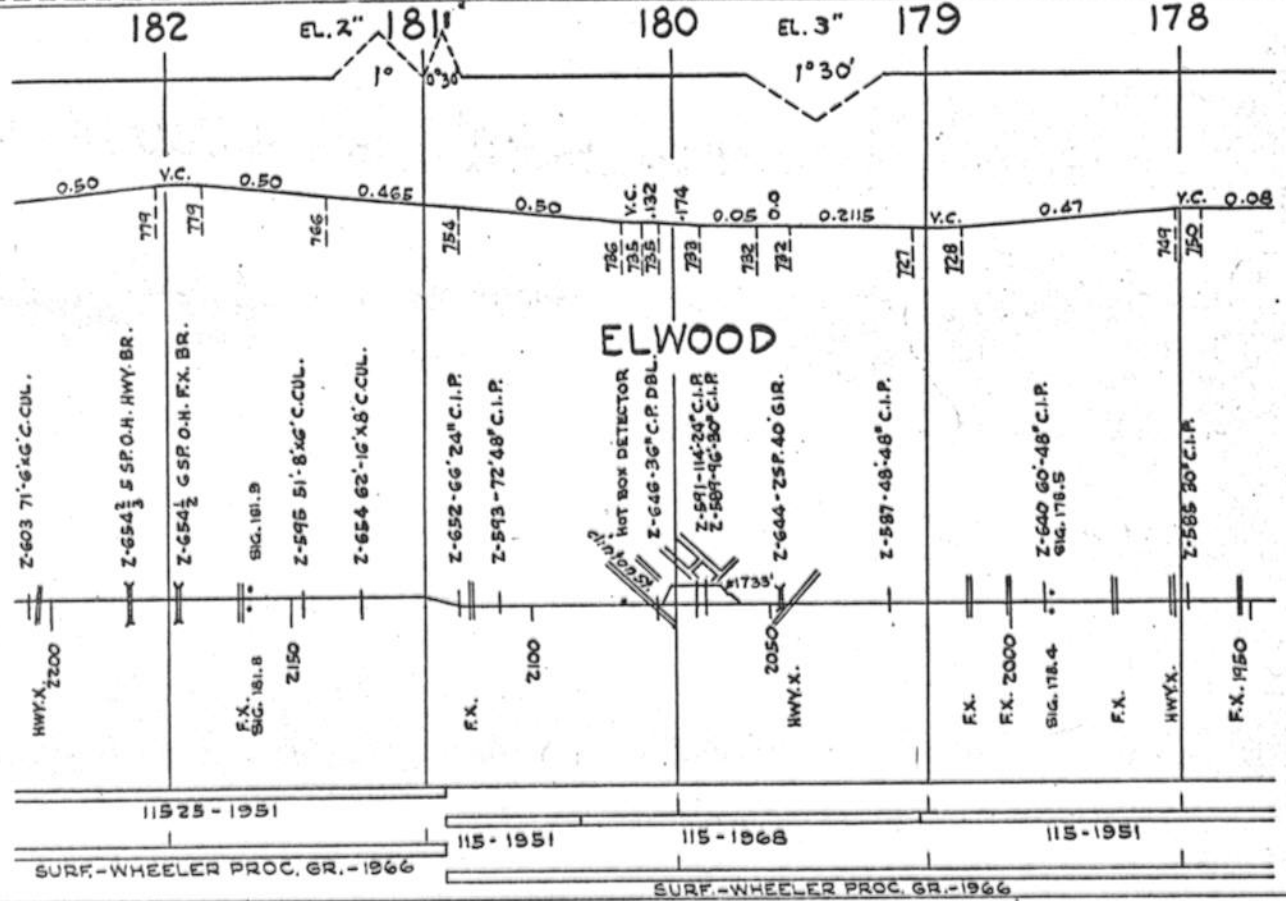 182
EL. 2"
181
180
EL. 3"
179
178
1°
0°30'
1°30'
0.50
V.C.
0.50
0.465
0.50
V.C.
.132
.174
0.05
0.0
0.2115
V.C.
0.47
V.C.
0.08
779
779
766
754
736
735
735
733
732
732
727
728
749
750
ELWOOD
Z-603 71'-6'X6' C.CUL.
Z-654⅔ 5 SP. O.H. HWY. BR.
Z-654½ 6 SP. O.H. F.X. BR.
SIG. 181.9
Z-595 51'-8'X6' C.CUL.
Z-654 62'-16'X8' C.CUL.
Z-652-66' 24" C.I.P.
Z-593-72' 48" C.I.P.
HOT BOX DETECTOR
Z-646-36" C.P. DBL.
Z-591-114'-24" C.I.P.
Z-589-96'-30" C.I.P.
Z-644-2 SP. 40' GIR.
Z-587-48'-48" C.I.P.
Z-640 60'-48" C.I.P.
SIG. 178.5
Z-585 30" C.I.P.
1733'
HWY.X.
2200
F.X.
SIG. 181.8
2150
F.X.
2100
2050
HWY.X.
F.X.
F.X.
2000
SIG. 178.4
F.X.
HWY.X.
F.X.
1950
11525-1951
115-1951
115-1968
115-1951
SURF.-WHEELER PROC. GR.-1966
SURF.-WHEELER PROC. GR.-1966